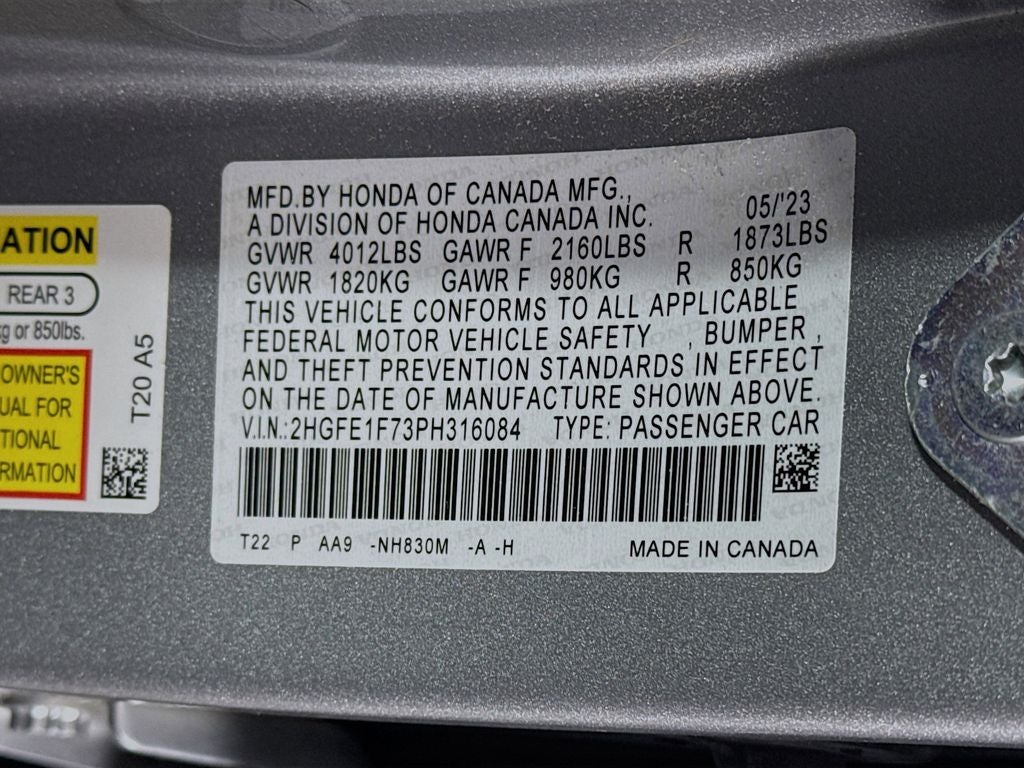 MFD.BY HONDA OF CANADA MFG.,
A DIVISION OF HONDA CANADA INC. 05/'23
GVWR 4012LBS GAWR F 2160LBS R 1873LBS
GVWR 1820KG GAWR F 980KG R 850KG
THIS VEHICLE CONFORMS TO ALL APPLICABLE
FEDERAL MOTOR VEHICLE SAFETY , BUMPER ,
AND THEFT PREVENTION STANDARDS IN EFFECT
ON THE DATE OF MANUFACTURE SHOWN ABOVE.
V.I.N.:2HGFE1F73PH316084 TYPE: PASSENGER CAR
T22 P AA9 -NH830M -A -H MADE IN CANADA
ATION
REAR 3
kg or 850lbs.
OWNER'S
UAL FOR
TIONAL
RMATION
T20 A5